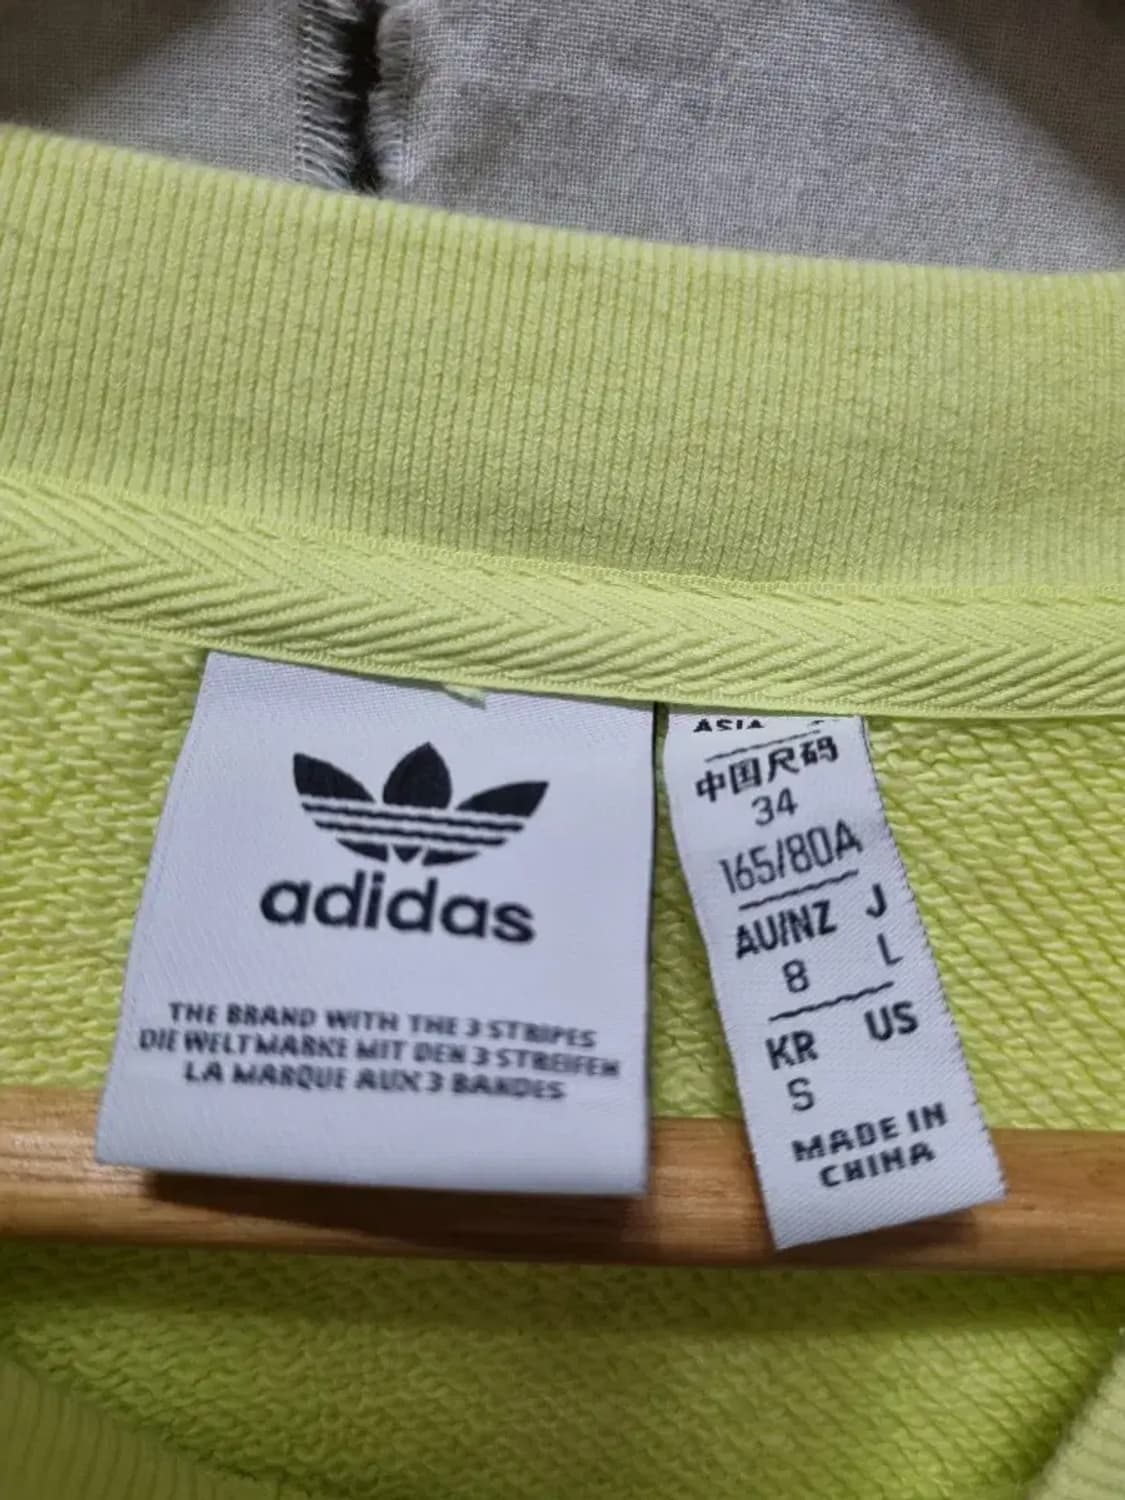 adidas
THE BRAND WITH THE 3 STRIPES
DIE WELTMARKE MIT DEN 3 STREIFEN
LA MARQUE AUX 3 BANDES
ASIA
中国尺码
34
165/80A
AU/NZ J
8 L
KR US
S
MADE IN
CHINA